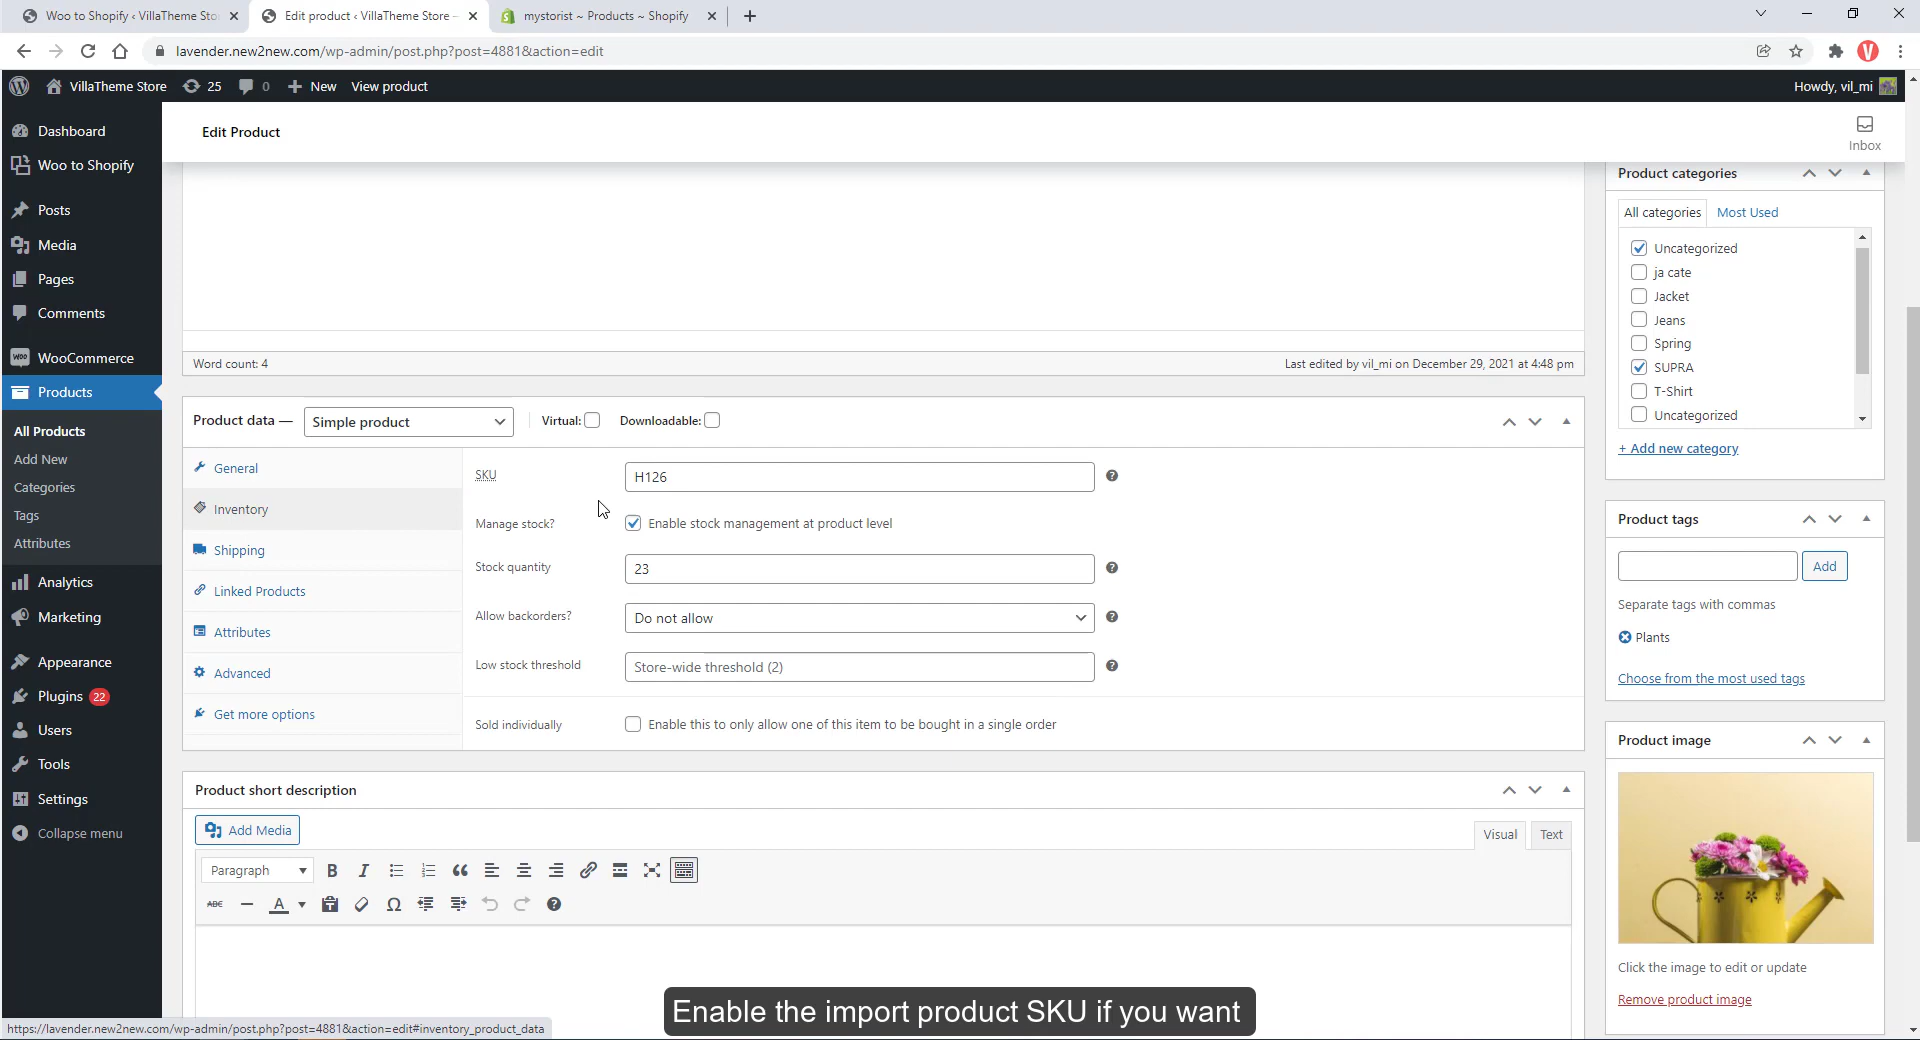 Woo to Shopify ‹ VillaTheme Sto
Edit product ‹ VillaTheme Store –
mystorist ~ Products ~ Shopify
lavender.new2new.com/wp-admin/post.php?post=4881&action=edit
V
VillaTheme Store
25
0
New
View product
Howdy, vil_mi
Dashboard
Woo to Shopify
Posts
Media
Pages
Comments
WooCommerce
Products
All Products
Add New
Categories
Tags
Attributes
Analytics
Marketing
Appearance
Plugins 22
Users
Tools
Settings
Collapse menu
Edit Product
Inbox
Word count: 4
Last edited by vil_mi on December 29, 2021 at 4:48 pm
Product data —
Simple product
Virtual:
Downloadable:
General
Inventory
Shipping
Linked Products
Attributes
Advanced
Get more options
SKU
H126
Manage stock?
Enable stock management at product level
Stock quantity
23
Allow backorders?
Do not allow
Low stock threshold
Store-wide threshold (2)
Sold individually
Enable this to only allow one of this item to be bought in a single order
Product short description
Add Media
Visual
Text
Paragraph
Product categories
All categories
Most Used
Uncategorized
ja cate
Jacket
Jeans
Spring
SUPRA
T-Shirt
Uncategorized
+ Add new category
Product tags
Add
Separate tags with commas
Plants
Choose from the most used tags
Product image
Click the image to edit or update
Remove product image
Enable the import product SKU if you want
https://lavender.new2new.com/wp-admin/post.php?post=4881&action=edit#inventory_product_data